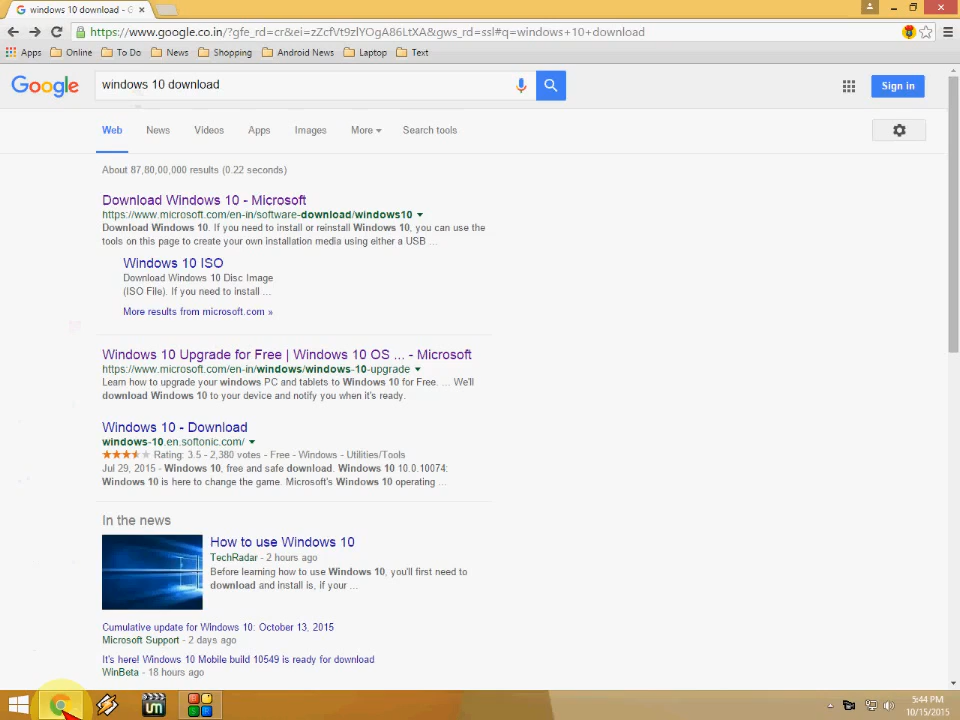 windows 10 download - G
https://www.google.co.in/?gfe_rd=cr&ei=zZcfVt9zlYOgA86LtXA&gws_rd=ssl#q=windows+10+download
Apps Online To Do News Shopping Android News Laptop Text
Google windows 10 download Sign in
Web News Videos Apps Images More Search tools
About 87,80,00,000 results (0.22 seconds)
Download Windows 10 - Microsoft
https://www.microsoft.com/en-in/software-download/windows10
Download Windows 10. If you need to install or reinstall Windows 10, you can use the
tools on this page to create your own installation media using either a USB ...
Windows 10 ISO
Download Windows 10 Disc Image
(ISO File). If you need to install ...
More results from microsoft.com »
Windows 10 Upgrade for Free | Windows 10 OS ... - Microsoft
https://www.microsoft.com/en-in/windows/windows-10-upgrade
Learn how to upgrade your windows PC and tablets to Windows 10 for Free. ... We'll
download Windows 10 to your device and notify you when it's ready.
Windows 10 - Download
windows-10.en.softonic.com/
Rating: 3.5 - 2,380 votes - Free - Windows - Utilities/Tools
Jul 29, 2015 - Windows 10, free and safe download. Windows 10 10.0.10074:
Windows 10 is here to change the game. Microsoft's Windows 10 operating ...
In the news
How to use Windows 10
TechRadar - 2 hours ago
Before learning how to use Windows 10, you'll first need to
download and install is, if your ...
Cumulative update for Windows 10: October 13, 2015
Microsoft Support - 2 days ago
It's here! Windows 10 Mobile build 10549 is ready for download
WinBeta - 18 hours ago
um
5:44 PM
10/15/2015